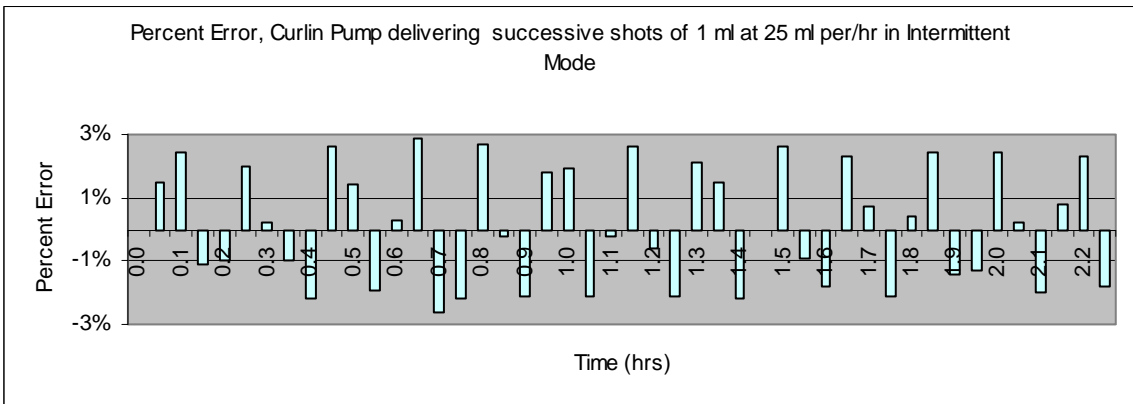 Percent Error, Curlin Pump delivering successive shots of 1 ml at 25 ml per/hr in Intermittent
Mode
3%
1%
-1%
-3%
Percent Error
0.0 0.1 0.2 0.3 0.4 0.5 0.6 0.7 0.8 0.9 1.0 1.1 1.2 1.3 1.4 1.5 1.6 1.7 1.8 1.9 2.0 2.1 2.2
Time (hrs)